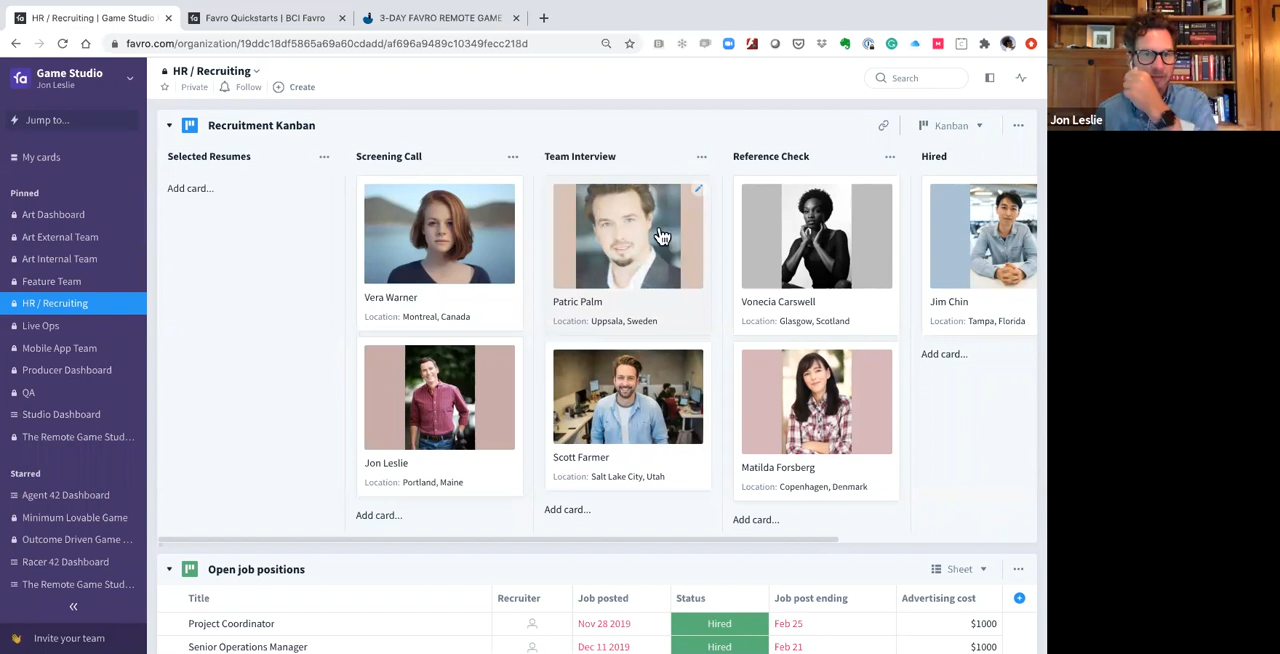 HR / Recruiting | Game Studio
Favro Quickstarts | BCI Favro
3-DAY FAVRO REMOTE GAME
favro.com/organization/19ddc18df5865a69a60cdadd/af696a9489c10349fecc218d
fa
Game Studio
Jon Leslie
Jump to...
My cards
Pinned
Art Dashboard
Art External Team
Art Internal Team
Feature Team
HR / Recruiting
Live Ops
Mobile App Team
Producer Dashboard
QA
Studio Dashboard
The Remote Game Stud...
Starred
Agent 42 Dashboard
Minimum Lovable Game
Outcome Driven Game ...
Racer 42 Dashboard
The Remote Game Stud...
Invite your team
HR / Recruiting
Private
Follow
Create
Search
Recruitment Kanban
Kanban
Selected Resumes
Add card...
Screening Call
Vera Warner
Location: Montreal, Canada
Jon Leslie
Location: Portland, Maine
Add card...
Team Interview
Patric Palm
Location: Uppsala, Sweden
Scott Farmer
Location: Salt Lake City, Utah
Add card...
Reference Check
Vonecia Carswell
Location: Glasgow, Scotland
Matilda Forsberg
Location: Copenhagen, Denmark
Add card...
Hired
Jim Chin
Location: Tampa, Florida
Add card...
Open job positions
Sheet
Title Recruiter Job posted Status Job post ending Advertising cost
Project Coordinator Nov 28 2019 Hired Feb 25 $1000
Senior Operations Manager Dec 11 2019 Hired Feb 21 $1000
Jon Leslie